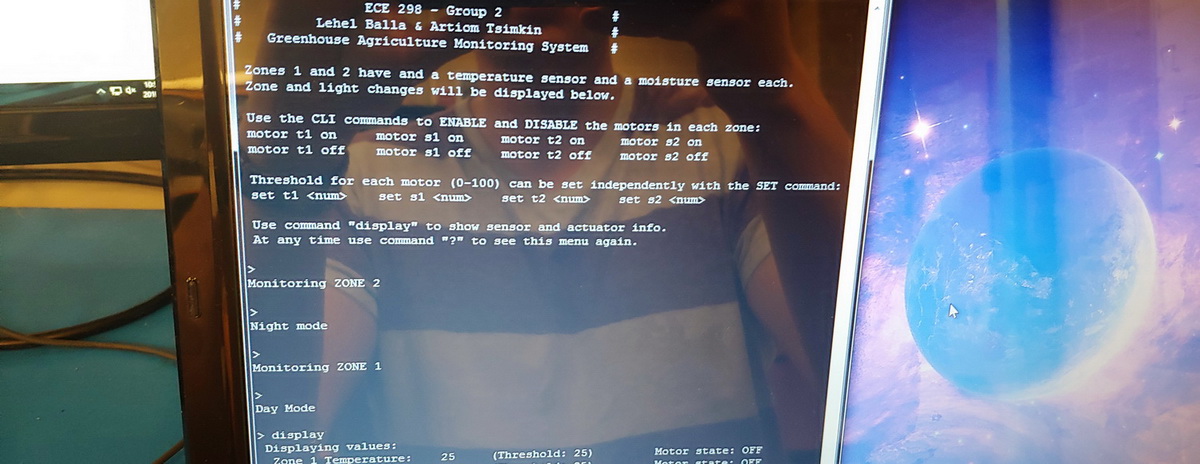 # ECE 298 - Group 2 #
# Lehel Balla & Artiom Tsimkin #
# Greenhouse Agriculture Monitoring System #
Zones 1 and 2 have and a temperature sensor and a moisture sensor each.
Zone and light changes will be displayed below.
Use the CLI commands to ENABLE and DISABLE the motors in each zone:
motor t1 on motor s1 on motor t2 on motor s2 on
motor t1 off motor s1 off motor t2 off motor s2 off
Threshold for each motor (0-100) can be set independently with the SET command:
set t1 <num> set s1 <num> set t2 <num> set s2 <num>
Use command "display" to show sensor and actuator info.
At any time use command "?" to see this menu again.
>
Monitoring ZONE 2
>
Night mode
>
Monitoring ZONE 1
>
Day Mode
> display
Displaying values:
Zone 1 Temperature: 25 (Threshold: 25) Motor state: OFF